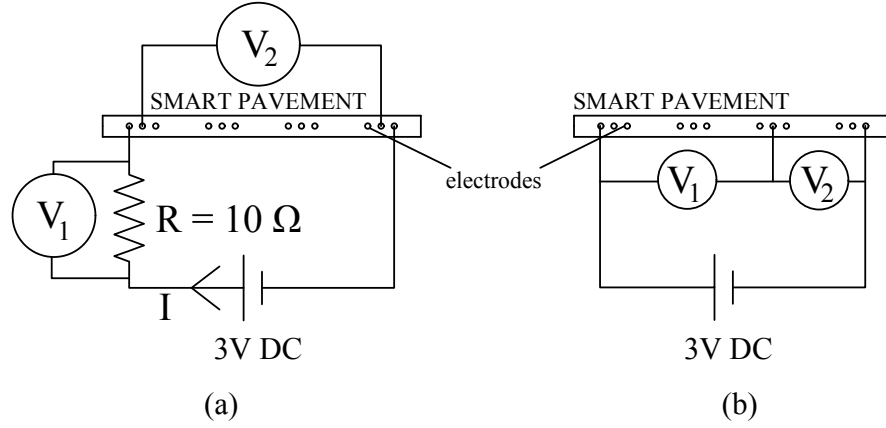 V2
SMART PAVEMENT
SMART PAVEMENT
electrodes
V1
V1
V2
R = 10 Ω
I
3V DC
3V DC
(a)
(b)